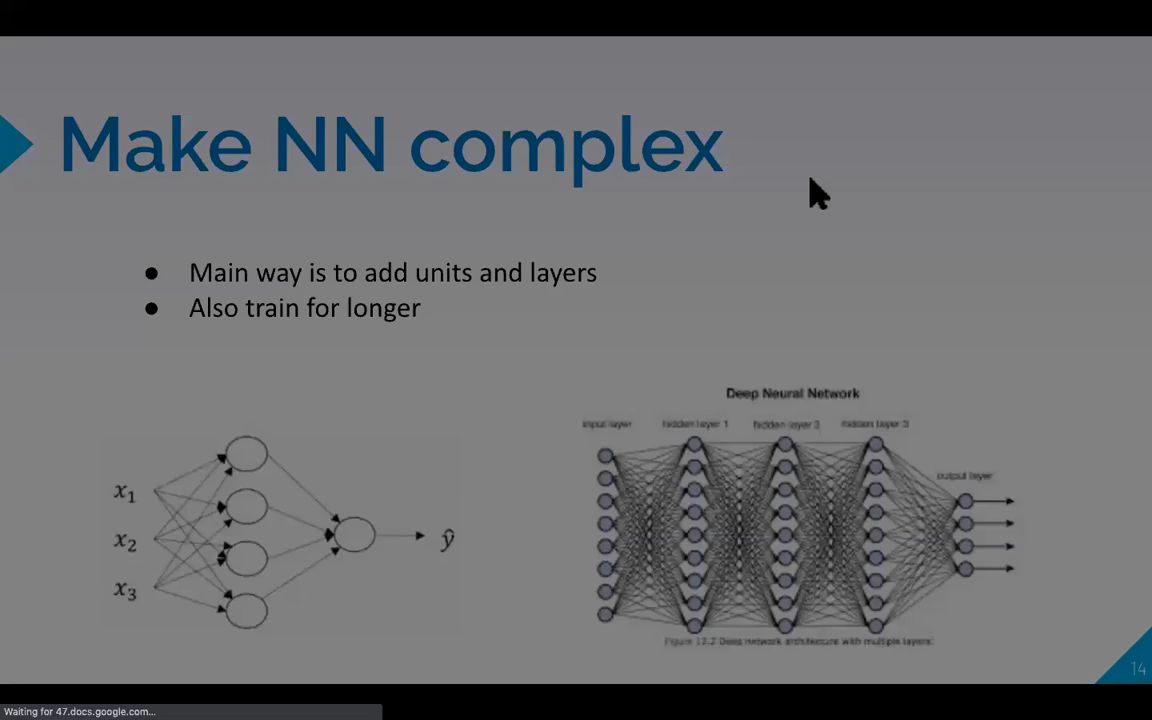 Make NN complex
● Main way is to add units and layers
● Also train for longer
Deep Neural Network
input layer
hidden layer 1
hidden layer 2
hidden layer 3
output layer
x1
x2
x3
ŷ
Figure 12.2 Deep network architecture with multiple layers.
14
Waiting for 47.docs.google.com...